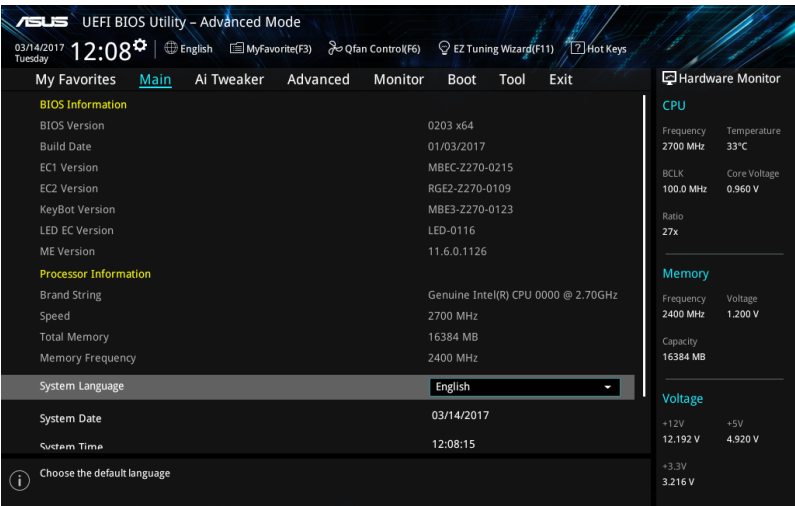 ASUS UEFI BIOS Utility – Advanced Mode
03/14/2017 Tuesday 12:08 English MyFavorite(F3) Qfan Control(F6) EZ Tuning Wizard(F11) ? Hot Keys
My Favorites Main Ai Tweaker Advanced Monitor Boot Tool Exit
BIOS Information
BIOS Version 0203 x64
Build Date 01/03/2017
EC1 Version MBEC-Z270-0215
EC2 Version RGE2-Z270-0109
KeyBot Version MBE3-Z270-0123
LED EC Version LED-0116
ME Version 11.6.0.1126
Processor Information
Brand String Genuine Intel(R) CPU 0000 @ 2.70GHz
Speed 2700 MHz
Total Memory 16384 MB
Memory Frequency 2400 MHz
System Language English
System Date 03/14/2017
System Time 12:08:15
Choose the default language
Hardware Monitor
CPU
Frequency Temperature
2700 MHz 33°C
BCLK Core Voltage
100.0 MHz 0.960 V
Ratio
27x
Memory
Frequency Voltage
2400 MHz 1.200 V
Capacity
16384 MB
Voltage
+12V +5V
12.192 V 4.920 V
+3.3V
3.216 V